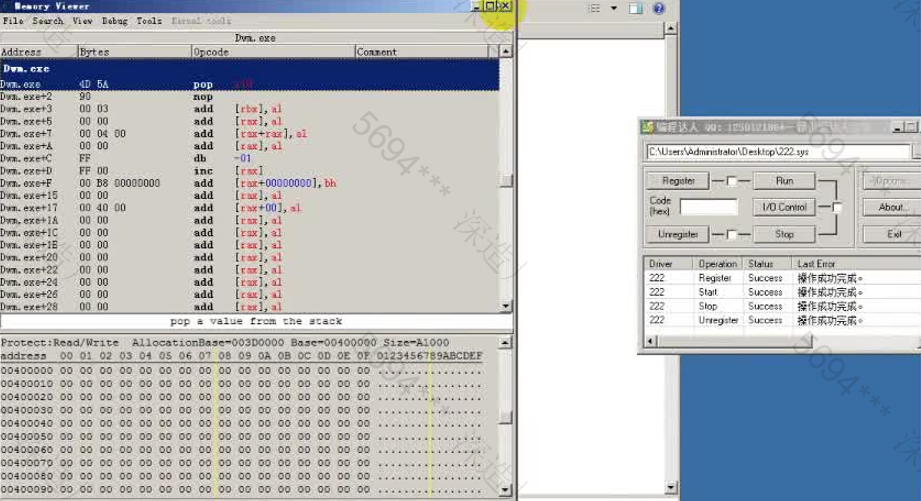 Memory Viewer
File Search View Debug Tools Kernel tools
Dwm.exe
Address Bytes Opcode Comment
Dwm.exe
Dwm.exe 4D 5A pop r10
Dwm.exe+2 90 nop
Dwm.exe+3 00 03 add [rbx],al
Dwm.exe+5 00 00 add [rax],al
Dwm.exe+7 00 04 00 add [rax+rax],al
Dwm.exe+A 00 00 add [rax],al
Dwm.exe+C FF db -01
Dwm.exe+D FF 00 inc [rax]
Dwm.exe+F 00 B8 00000000 add [rax+00000000],bh
Dwm.exe+15 00 00 add [rax],al
Dwm.exe+17 00 40 00 add [rax+00],al
Dwm.exe+1A 00 00 add [rax],al
Dwm.exe+1C 00 00 add [rax],al
Dwm.exe+1E 00 00 add [rax],al
Dwm.exe+20 00 00 add [rax],al
Dwm.exe+22 00 00 add [rax],al
Dwm.exe+24 00 00 add [rax],al
Dwm.exe+26 00 00 add [rax],al
Dwm.exe+28 00 00 add [rax],al
pop a value from the stack
Protect:Read/Write AllocationBase=003D0000 Base=00400000 Size=A1000
address 00 01 02 03 04 05 06 07 08 09 0A 0B 0C 0D 0E 0F 0123456789ABCDEF
00400000 00 00 00 00 00 00 00 00 00 00 00 00 00 00 00 00 ................
00400010 00 00 00 00 00 00 00 00 00 00 00 00 00 00 00 00 ................
00400020 00 00 00 00 00 00 00 00 00 00 00 00 00 00 00 00 ................
00400030 00 00 00 00 00 00 00 00 00 00 00 00 00 00 00 00 ................
00400040 00 00 00 00 00 00 00 00 00 00 00 00 00 00 00 00 ................
00400050 00 00 00 00 00 00 00 00 00 00 00 00 00 00 00 00 ................
00400060 00 00 00 00 00 00 00 00 00 00 00 00 00 00 00 00 ................
00400070 00 00 00 00 00 00 00 00 00 00 00 00 00 00 00 00 ................
00400080 00 00 00 00 00 00 00 00 00 00 00 00 00 00 00 00 ................
00400090 00 00 00 00 00 00 00 00 00 00 00 00 00 00 00 00 ................
编程达人 QQ:
C:\Users\Administrator\Desktop\222.sys
Register Run
Code (hex) I/O Control About...
Unregister Stop Exit
Driver Operation Status Last Error
222 Register Success 操作成功完成。
222 Start Success 操作成功完成。
222 Stop Success 操作成功完成。
222 Unregister Success 操作成功完成。
5694***
深造)
5694***
深造)
5694***
5694***
深造)